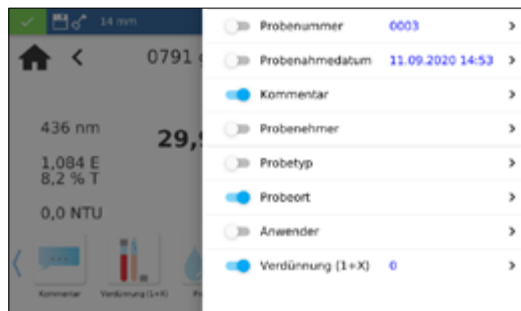 14 mm
0791
436 nm
29,
1,084 E
8,2 % T
0,0 NTU
Kommentar
Verdünnung (1+X)
Probenummer 0003
Probenahmedatum 11.09.2020 14:53
Kommentar
Probenehmer
Probetyp
Probeort
Anwender
Verdünnung (1+X) 0